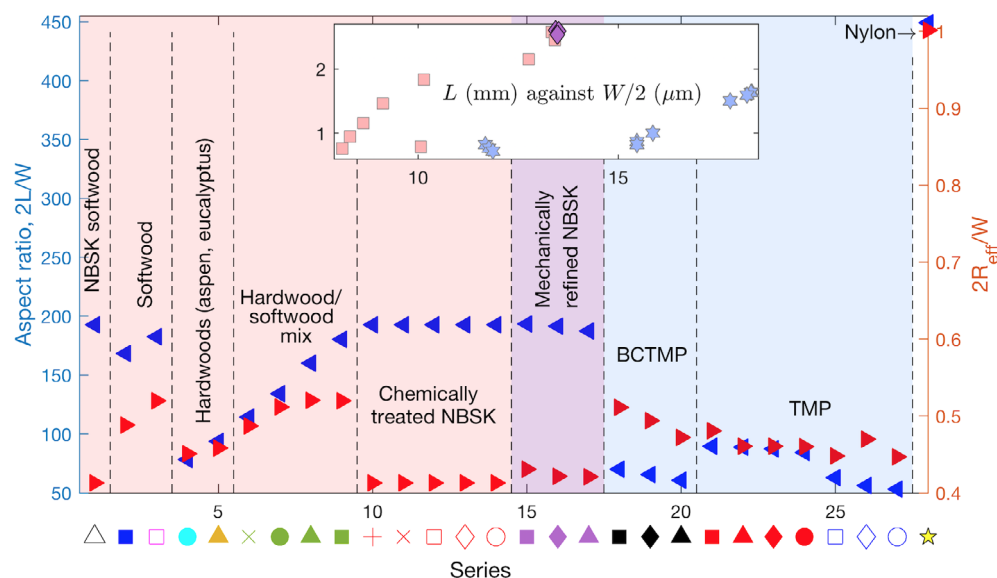 450
400
350
300
250
200
150
100
50
Aspect ratio, 2L/W
NBSK softwood
Softwood
Hardwoods (aspen, eucalyptus)
Hardwood/
softwood
mix
Chemically
treated NBSK
Mechanically
refined NBSK
BCTMP
TMP
Nylon→
2
1
L (mm) against W/2 (μm)
10
15
1
0.9
0.8
0.7
0.6
0.5
0.4
2R_eff/W
5
10
15
20
25
Series